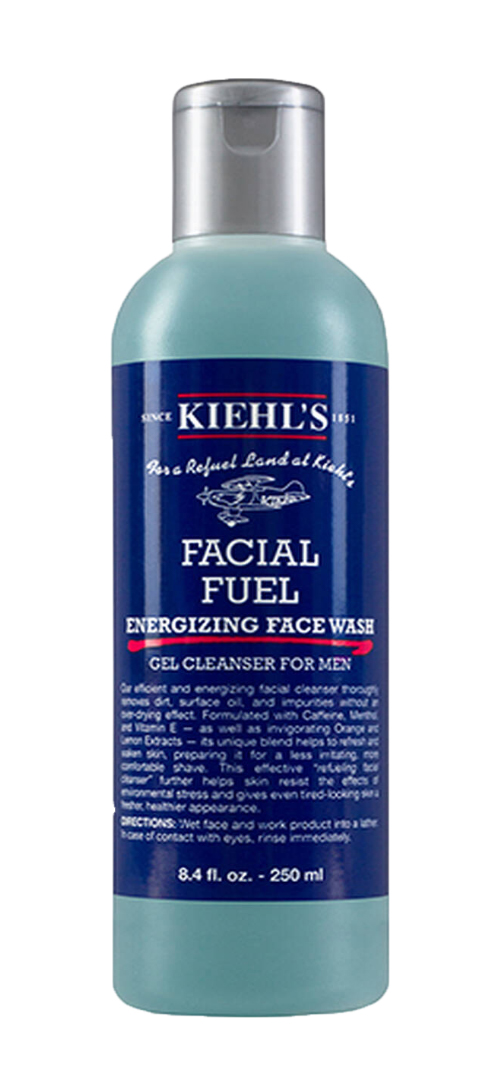 SINCE KIEHL'S 1851
For a Refuel Land at Kiehl's
FACIAL
FUEL
ENERGIZING FACE WASH
GEL CLEANSER FOR MEN
Our efficient and energizing facial cleanser thoroughly
removes dirt, surface oil, and impurities without an
over-drying effect. Formulated with Caffeine, Menthol,
and Vitamin E — as well as invigorating Orange and
Lemon Extracts — its unique blend helps to refresh and
waken skin, preparing it for a less irritating, more
comfortable shave. This effective "refueling facial
cleanser" further helps skin resist the effects of
environmental stress and gives even tired-looking skin a
fresher, healthier appearance.
DIRECTIONS: Wet face and work product into a lather.
In case of contact with eyes, rinse immediately.
8.4 fl. oz. - 250 ml